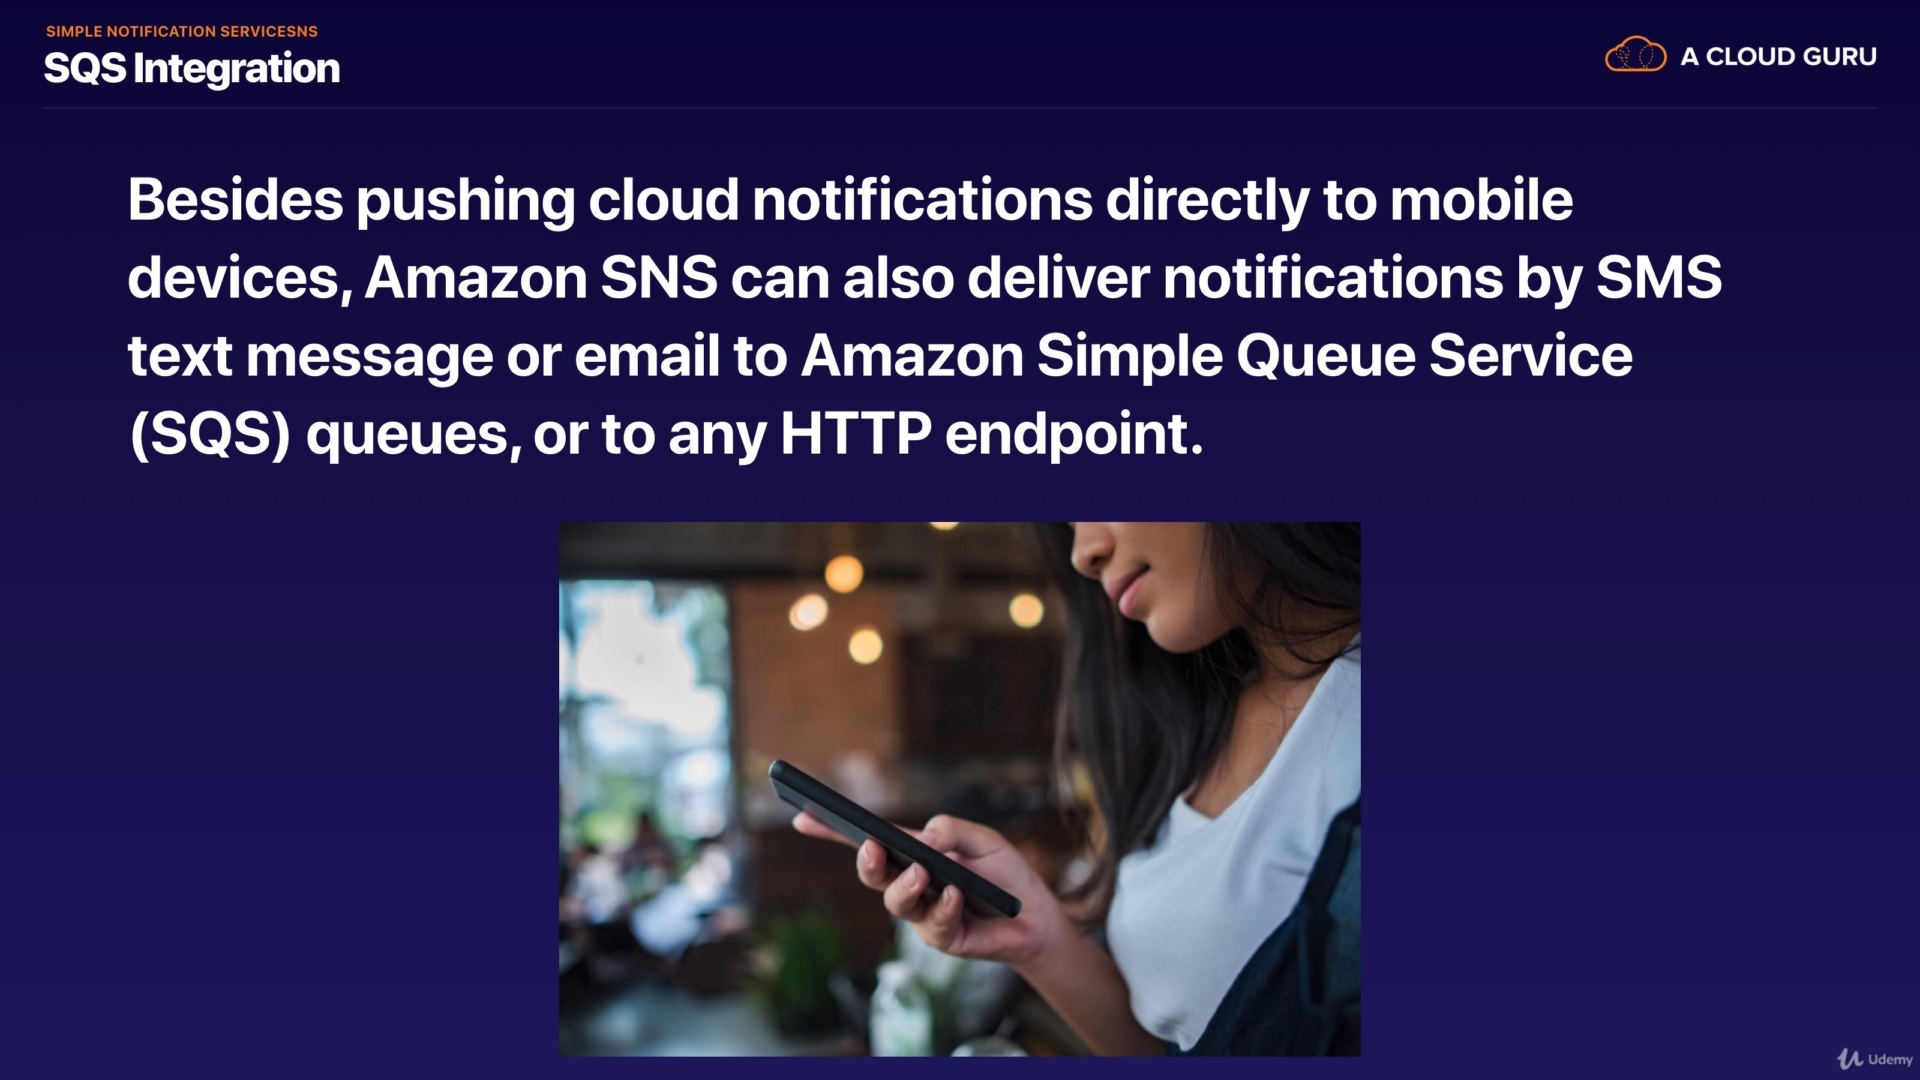 SIMPLE NOTIFICATION SERVICESNS
SQS Integration
A CLOUD GURU
Besides pushing cloud notifications directly to mobile
devices, Amazon SNS can also deliver notifications by SMS
text message or email to Amazon Simple Queue Service
(SQS) queues, or to any HTTP endpoint.
Udemy